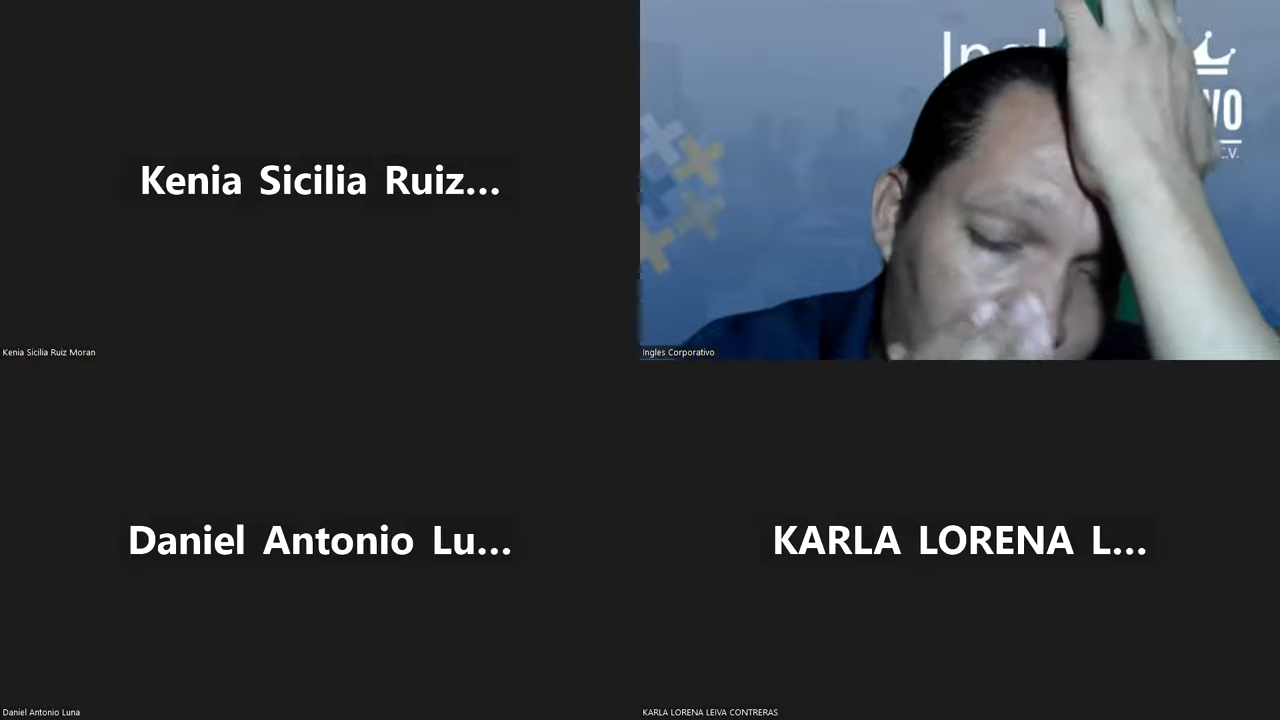 Kenia Sicilia Ruiz...
Kenia Sicilia Ruiz Moran
Ingles Corporativo
Daniel Antonio Lu...
Daniel Antonio Luna
KARLA LORENA L...
KARLA LORENA LEIVA CONTRERAS